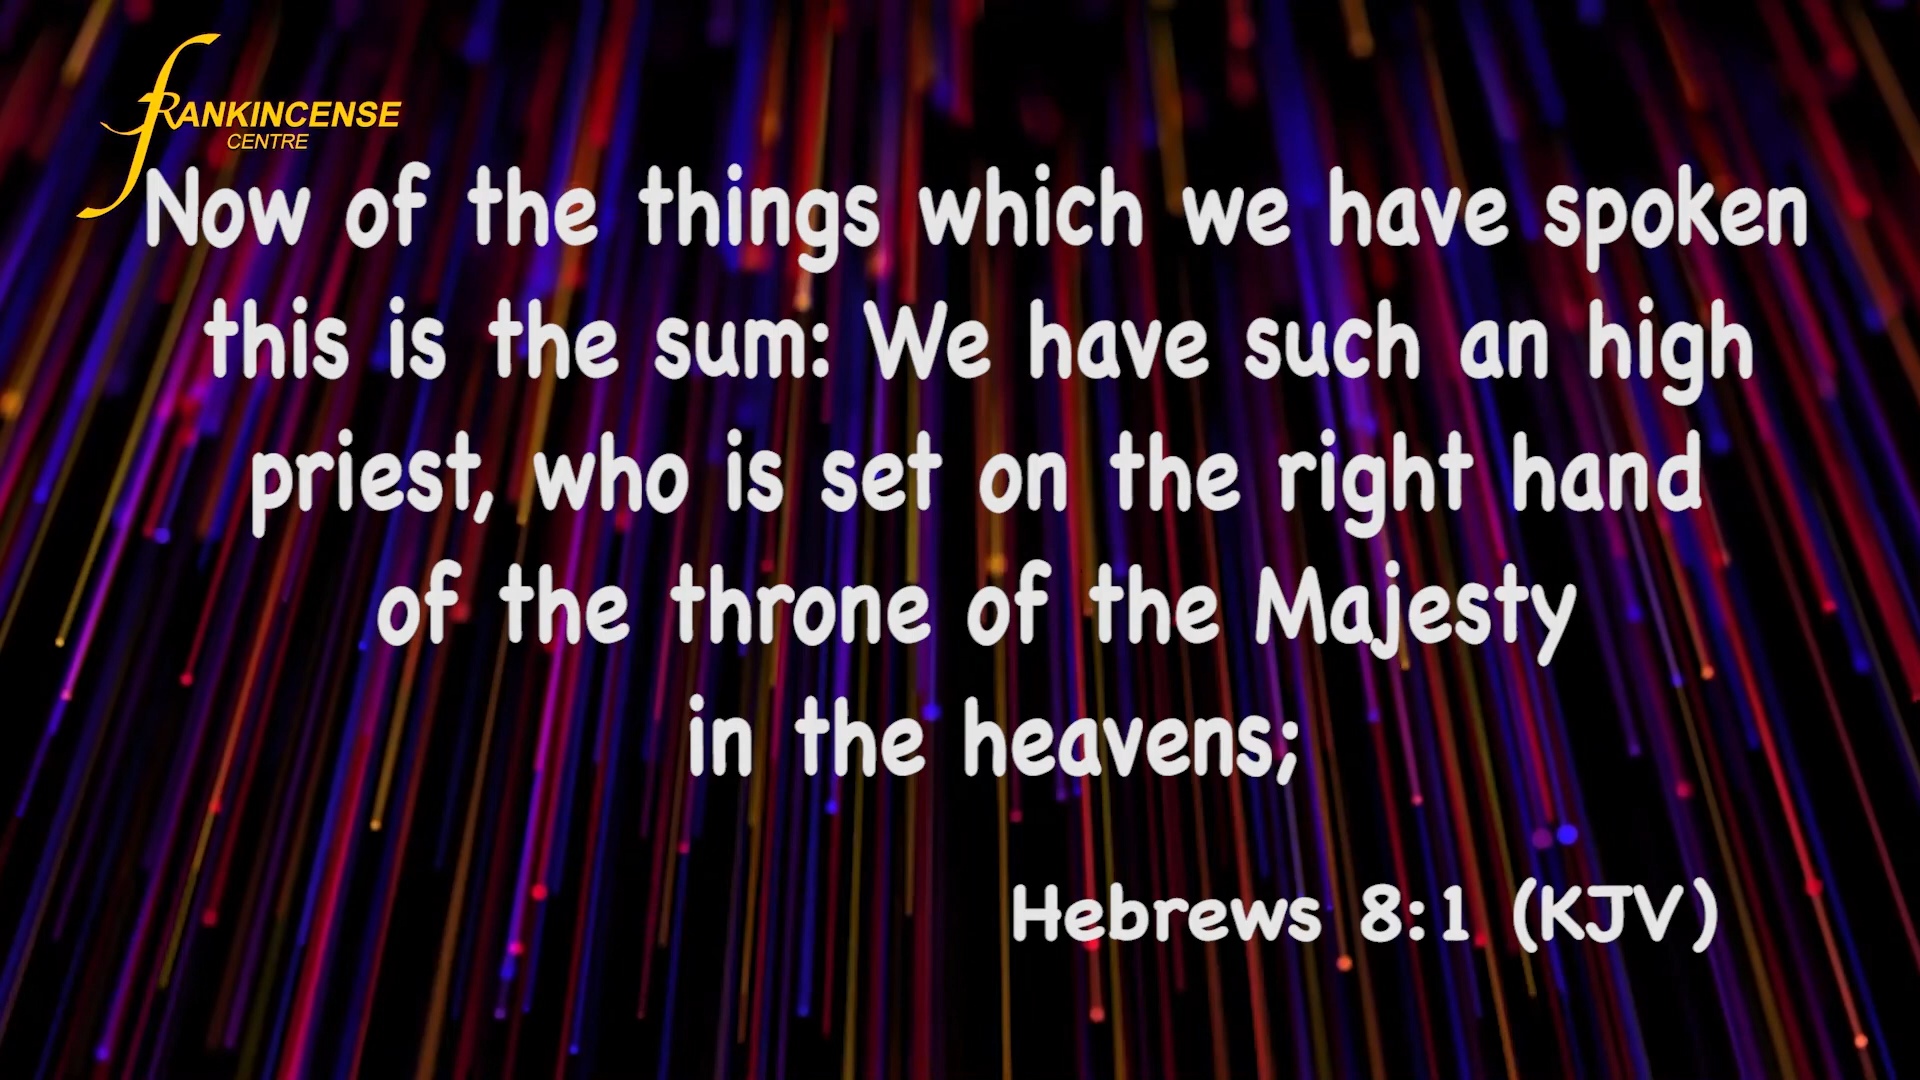 fRANKINCENSE
CENTRE
Now of the things which we have spoken
this is the sum: We have such an high
priest, who is set on the right hand
of the throne of the Majesty
in the heavens;
Hebrews 8:1 (KJV)